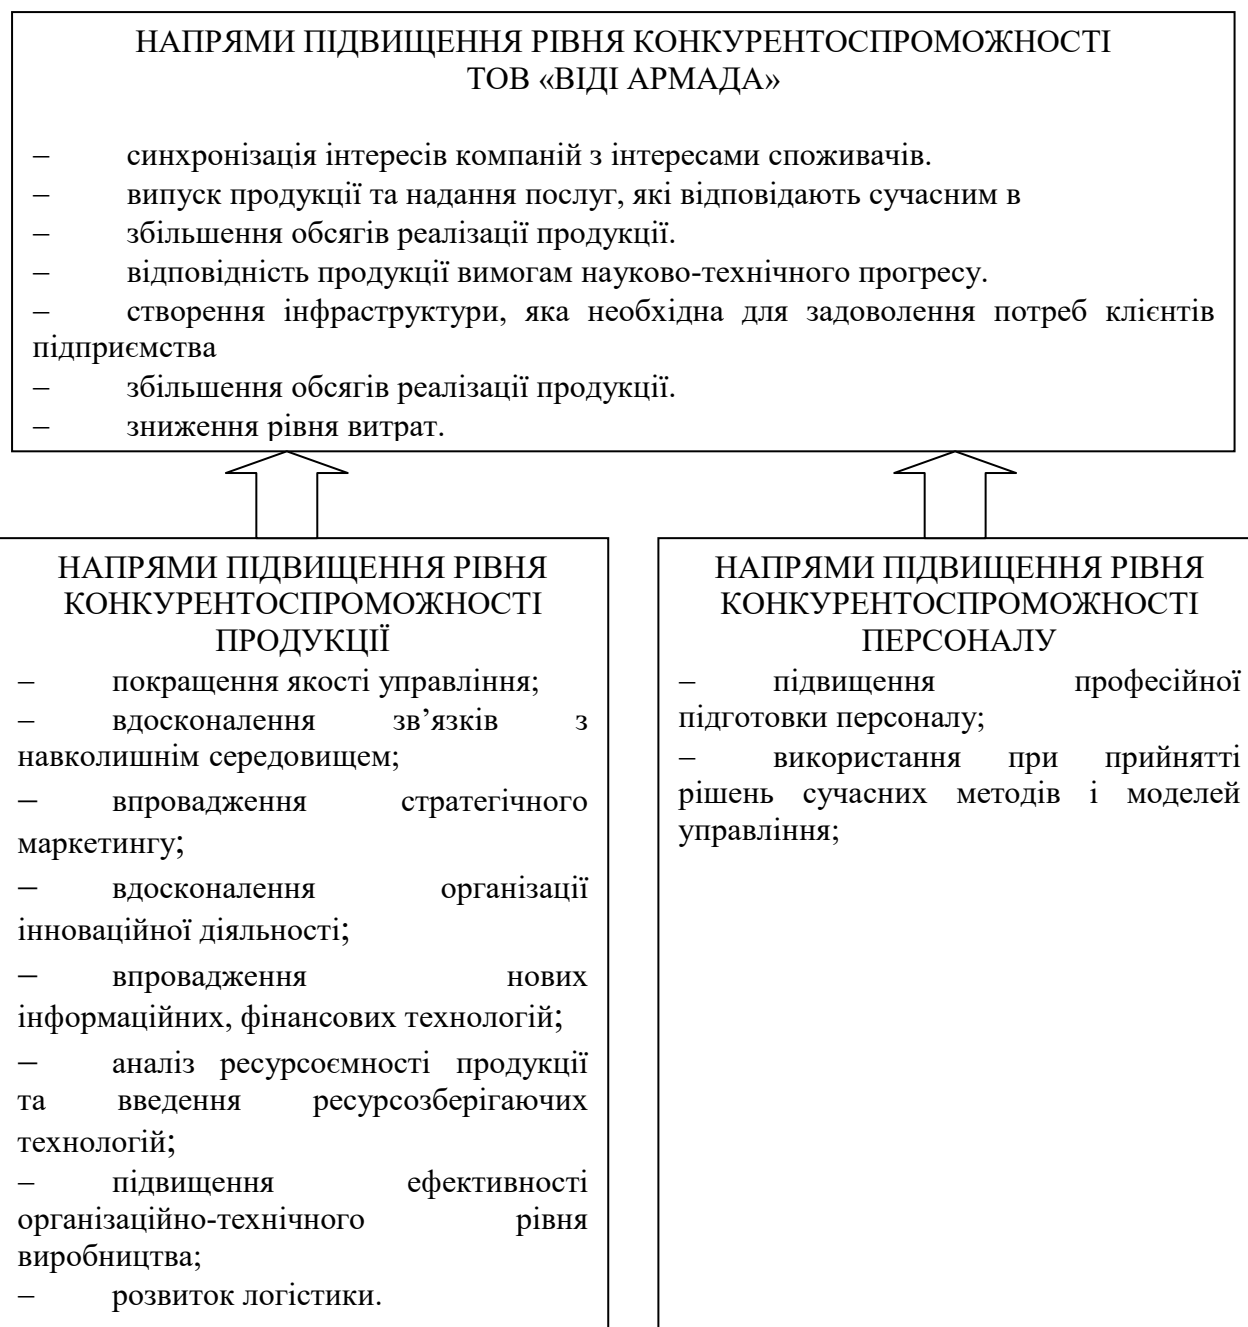 НАПРЯМИ ПІДВИЩЕННЯ РІВНЯ КОНКУРЕНТОСПРОМОЖНОСТІ
ТОВ «ВІДІ АРМАДА»
– синхронізація інтересів компаній з інтересами споживачів.
– випуск продукції та надання послуг, які відповідають сучасним в
– збільшення обсягів реалізації продукції.
– відповідність продукції вимогам науково-технічного прогресу.
– створення інфраструктури, яка необхідна для задоволення потреб клієнтів
підприємства
– збільшення обсягів реалізації продукції.
– зниження рівня витрат.
НАПРЯМИ ПІДВИЩЕННЯ РІВНЯ
КОНКУРЕНТОСПРОМОЖНОСТІ
ПРОДУКЦІЇ
– покращення якості управління;
– вдосконалення зв’язків з
навколишнім середовищем;
– впровадження стратегічного
маркетингу;
– вдосконалення організації
інноваційної діяльності;
– впровадження нових
інформаційних, фінансових технологій;
– аналіз ресурсоємності продукції
та введення ресурсозберігаючих
технологій;
– підвищення ефективності
організаційно-технічного рівня
виробництва;
– розвиток логістики.
НАПРЯМИ ПІДВИЩЕННЯ РІВНЯ
КОНКУРЕНТОСПРОМОЖНОСТІ
ПЕРСОНАЛУ
– підвищення професійної
підготовки персоналу;
– використання при прийнятті
рішень сучасних методів і моделей
управління;